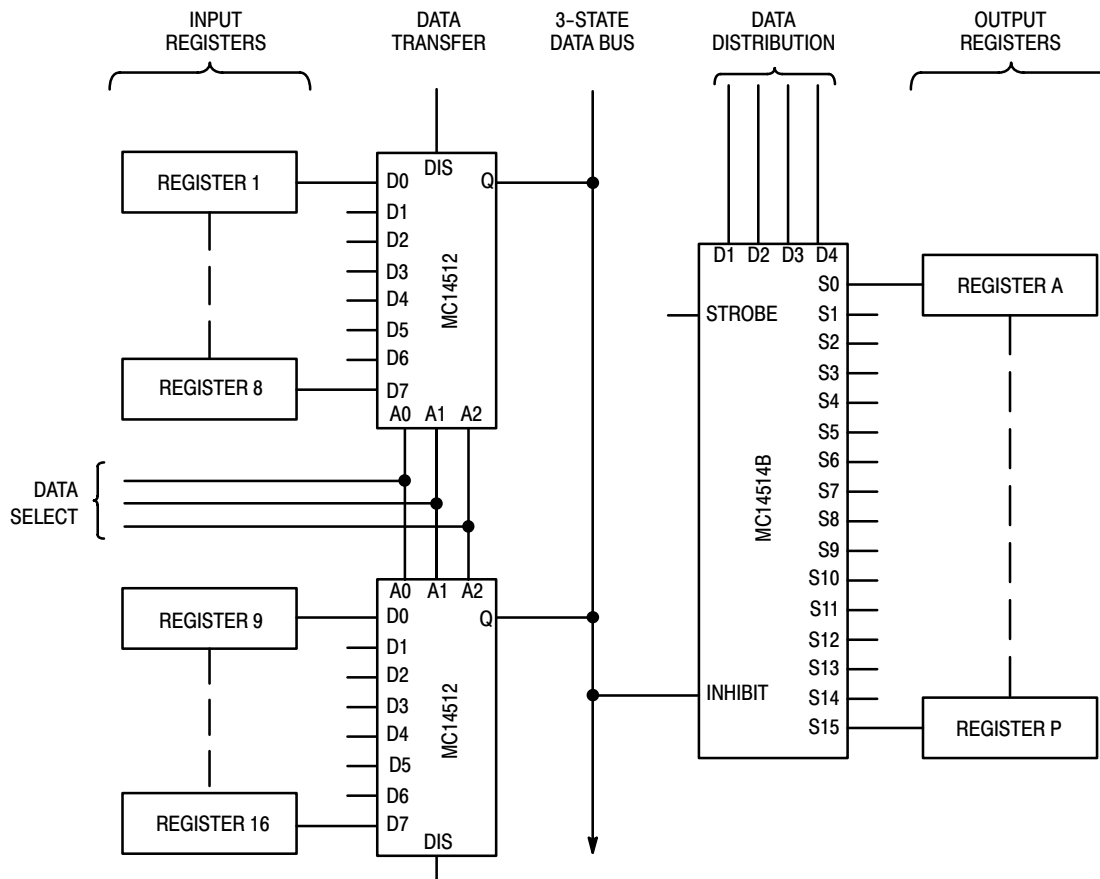 INPUT
REGISTERS
DATA
TRANSFER
3–STATE
DATA BUS
DATA
DISTRIBUTION
OUTPUT
REGISTERS
REGISTER 1
REGISTER 8
DIS
D0
Q
D1
D2
D3
D4
D5
D6
D7
A0 A1 A2
MC14512
DATA
SELECT
REGISTER 9
REGISTER 16
A0 A1 A2
D0
Q
D1
D2
D3
D4
D5
D6
D7
DIS
MC14512
D1 D2 D3 D4
STROBE
INHIBIT
MC14514B
S0
S1
S2
S3
S4
S5
S6
S7
S8
S9
S10
S11
S12
S13
S14
S15
REGISTER A
REGISTER P